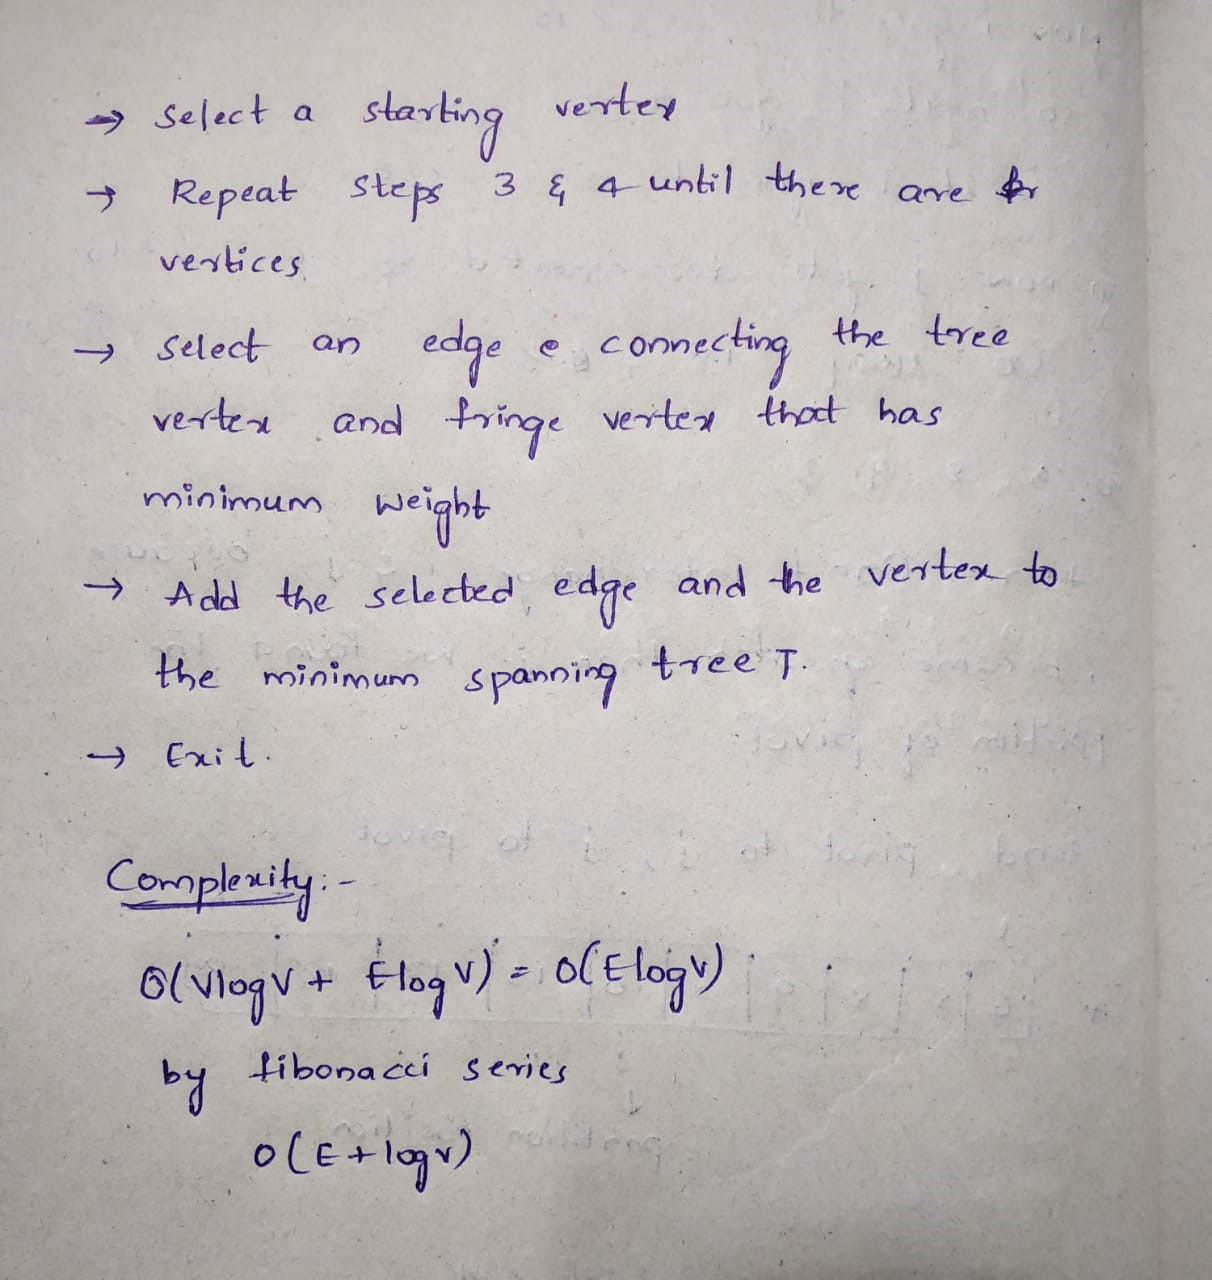 → Select a starting vertex
→ Repeat steps 3 & 4 until there are fr
vertices
→ select an edge e connecting the tree
vertex and fringe vertex that has
minimum weight
→ Add the selected edge and the vertex to
the minimum spanning tree T.
→ Exit.
Complexity:-
O(VlogV + ElogV) = O(ElogV)
by fibonacci series
O(E+logv)